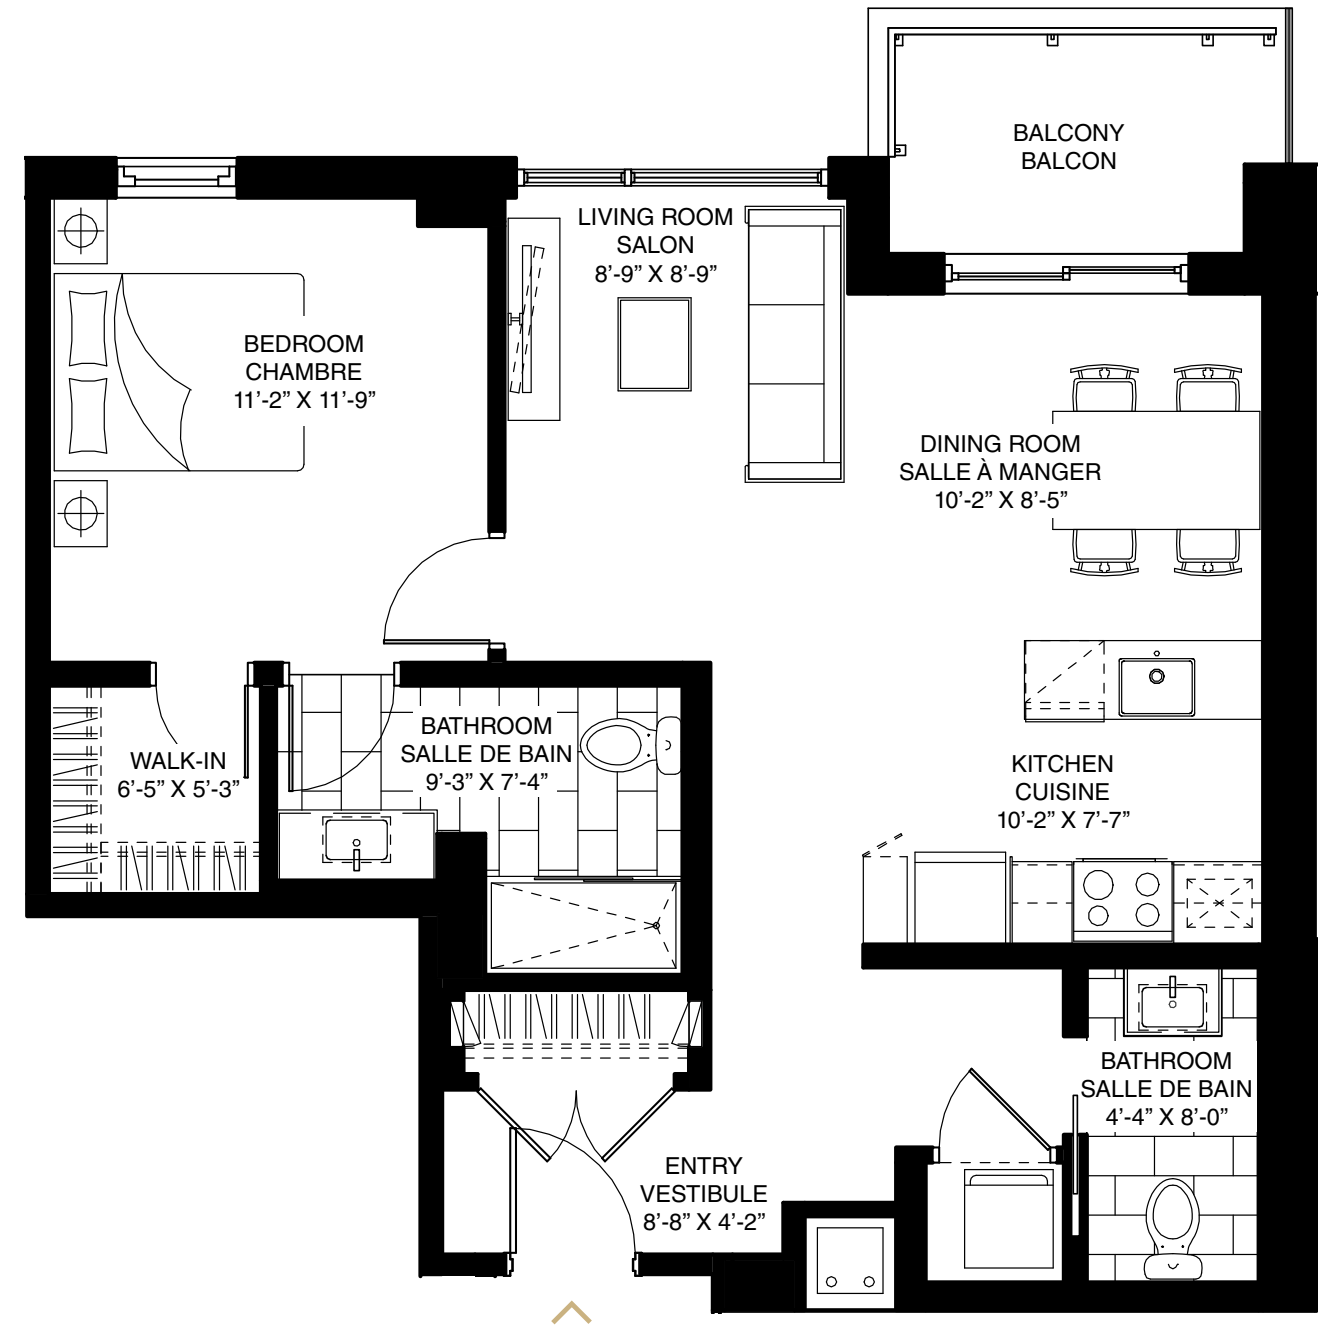 BALCONY
BALCON
LIVING ROOM
SALON
8'-9” X 8'-9”
BEDROOM
CHAMBRE
11'-2” X 11'-9”
DINING ROOM
SALLE À MANGER
10'-2” X 8'-5”
BATHROOM
SALLE DE BAIN
9'-3” X 7'-4”
WALK-IN
6'-5” X 5'-3”
KITCHEN
CUISINE
10'-2” X 7'-7”
BATHROOM
SALLE DE BAIN
4'-4” X 8'-0”
ENTRY
VESTIBULE
8'-8” X 4'-2”